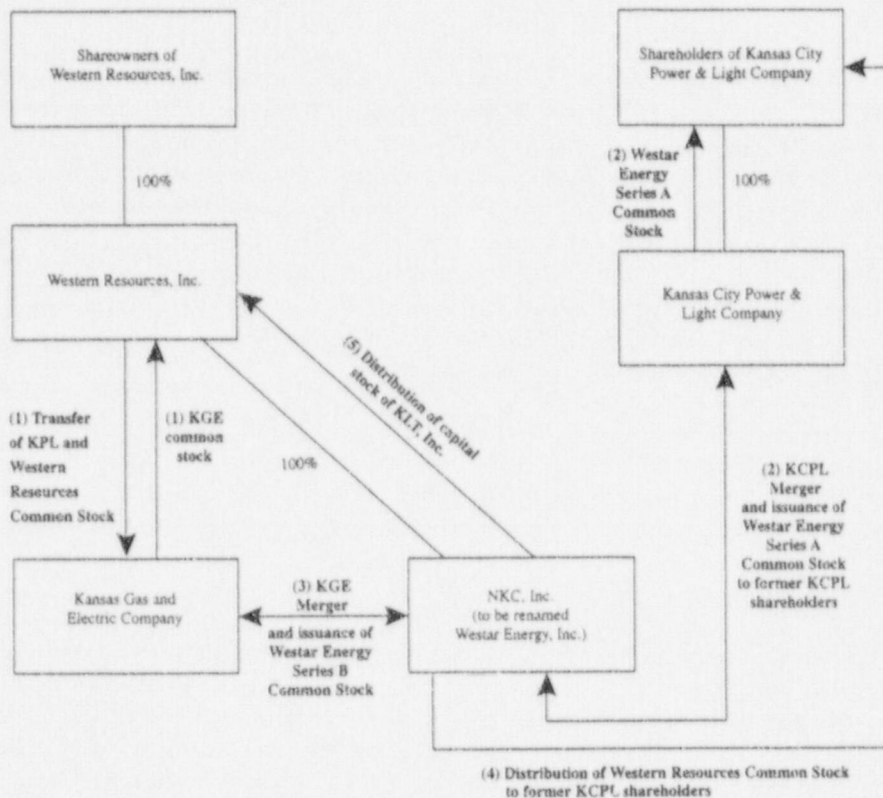 Shareowners of
Western Resources, Inc.
Shareholders of Kansas City
Power & Light Company
100%
(2) Westar
Energy
Series A
Common
Stock
100%
Western Resources, Inc.
Kansas City Power &
Light Company
(5) Distribution of capital
stock of KLT, Inc.
(1) Transfer
of KPL and
Western
Resources
Common Stock
(1) KGE
common
stock
100%
(2) KCPL
Merger
and issuance of
Westar Energy
Series A
Common Stock
to former KCPL
shareholders
Kansas Gas and
Electric Company
(3) KGE
Merger
and issuance of
Westar Energy
Series B
Common Stock
NKC, Inc.
(to be renamed
Westar Energy, Inc.)
(4) Distribution of Western Resources Common Stock
to former KCPL shareholders